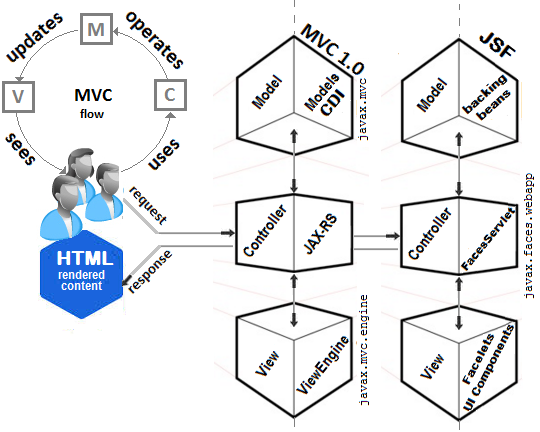 updates
operates
M
V
C
MVC
flow
sees
uses
HTML
rendered
content
request
response
MVC 1.0
Model
Models
CDI
javax.mvc
Controller
JAX-RS
View
ViewEngine
javax.mvc.engine
JSF
Model
backing
beans
Controller
FacesServlet
javax.faces.webapp
View
Facelets
UI Components